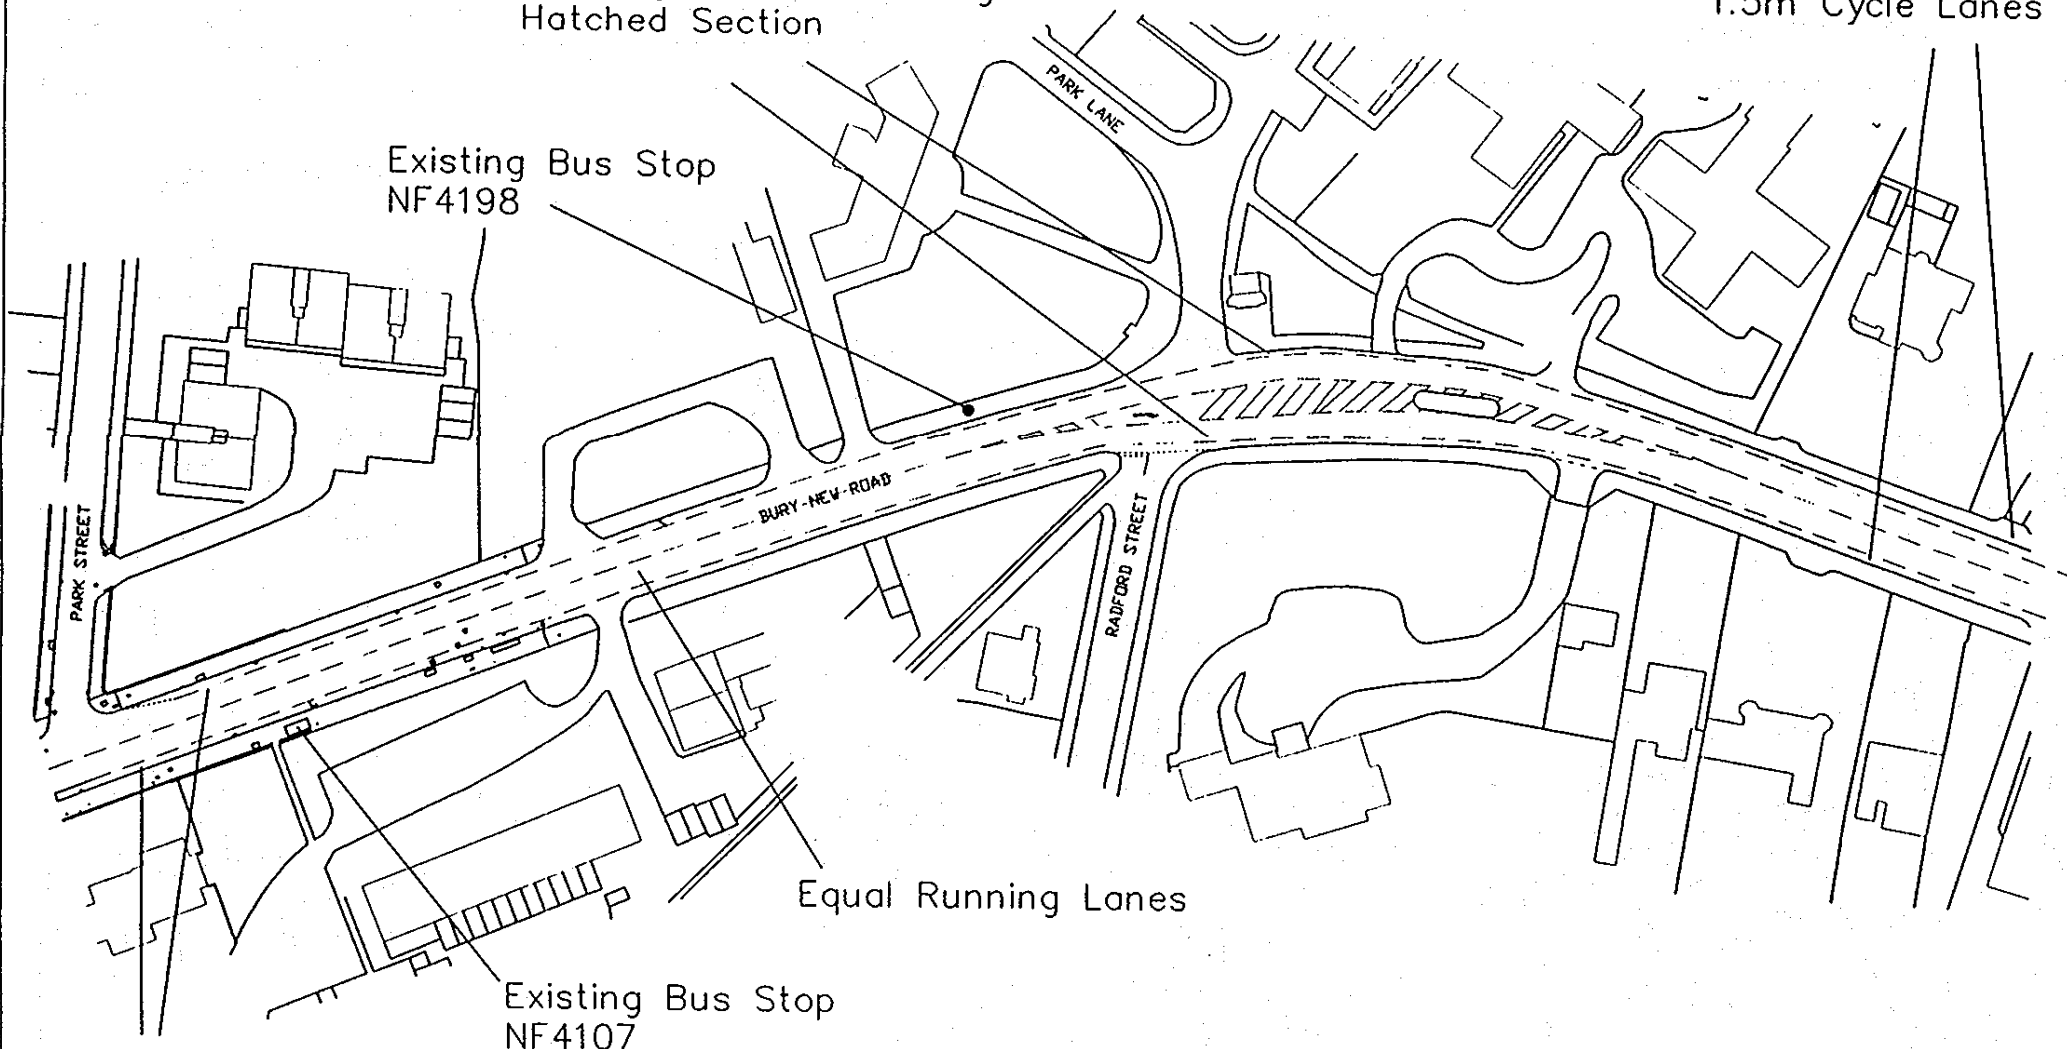 Hatched Section
1.5m Cycle Lanes
PARK LANE
Existing Bus Stop
NF4198
BURY-NEW-ROAD
PARK STREET
RADFORD STREET
Equal Running Lanes
Existing Bus Stop
NF4107